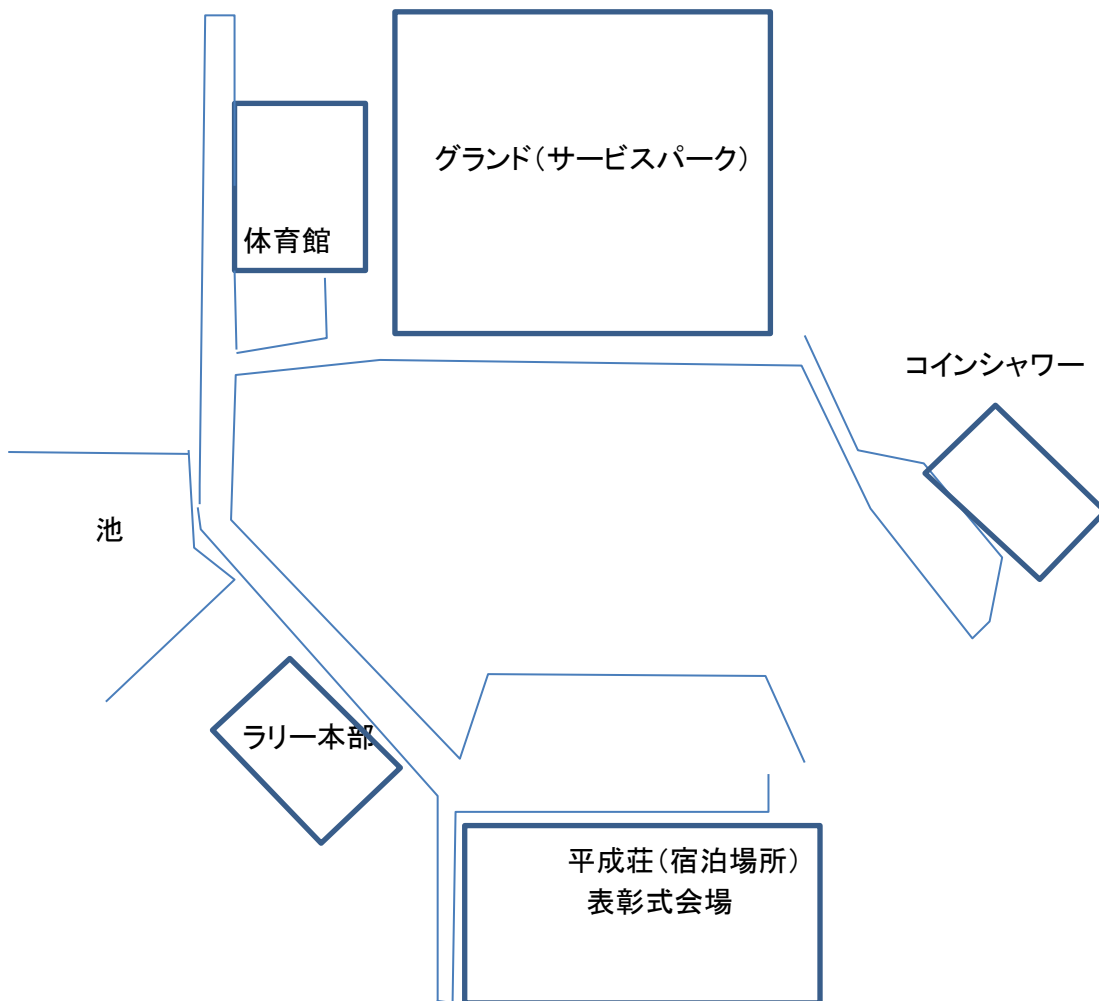 グランド(サービスパーク)
体育館
コインシャワー
池
ラリー本部
平成荘(宿泊場所)
表彰式会場